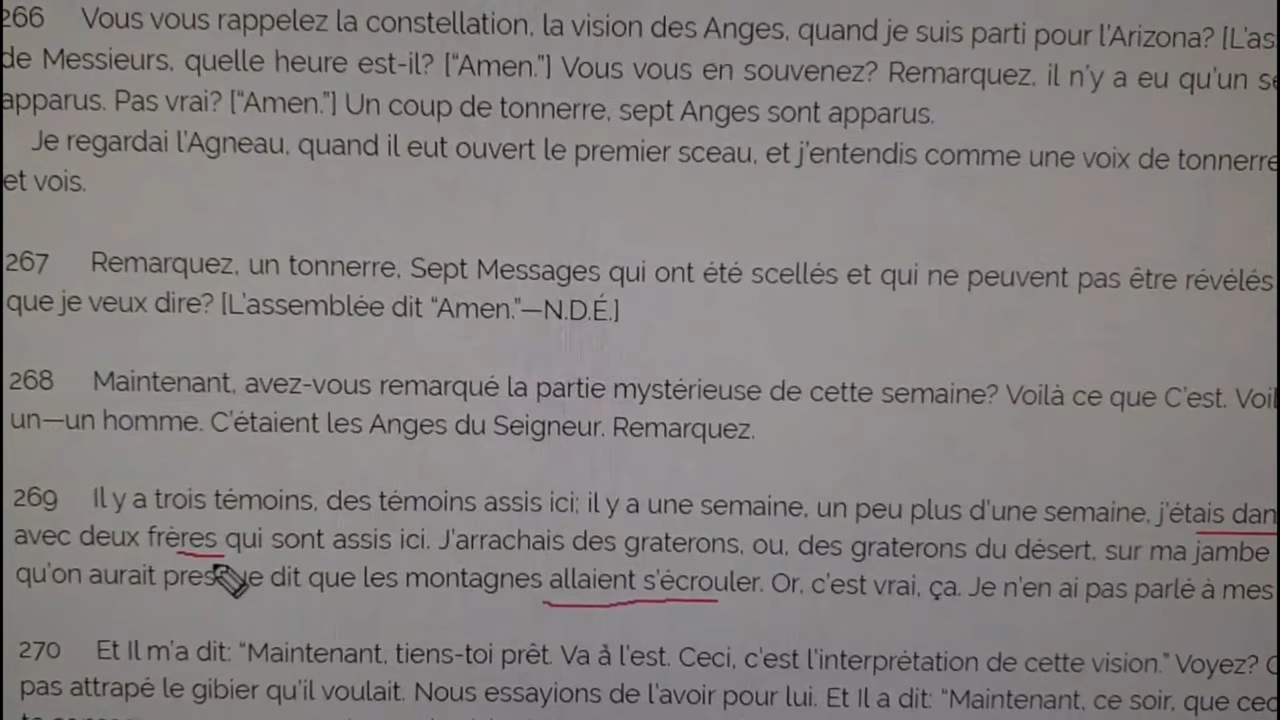 266 Vous vous rappelez la constellation, la vision des Anges, quand je suis parti pour l'Arizona? [L'as
de Messieurs, quelle heure est-il? [“Amen.”] Vous vous en souvenez? Remarquez, il n'y a eu qu'un se
apparus. Pas vrai? [“Amen.”] Un coup de tonnerre, sept Anges sont apparus.
Je regardai l'Agneau, quand il eut ouvert le premier sceau, et j'entendis comme une voix de tonnerre
et vois.
267 Remarquez, un tonnerre, Sept Messages qui ont été scellés et qui ne peuvent pas être révélés
que je veux dire? [L'assemblée dit “Amen.”—N.D.É.]
268 Maintenant, avez-vous remarqué la partie mystérieuse de cette semaine? Voilà ce que C'est. Voil
un—un homme. C'étaient les Anges du Seigneur. Remarquez.
269 Il y a trois témoins, des témoins assis ici; il y a une semaine, un peu plus d'une semaine, j'étais dan
avec deux frères qui sont assis ici. J'arrachais des graterons, ou, des graterons du désert, sur ma jambe
qu'on aurait presque dit que les montagnes allaient s'écrouler. Or, c'est vrai, ça. Je n'en ai pas parlé à mes
270 Et Il m'a dit: “Maintenant, tiens-toi prêt. Va à l'est. Ceci, c'est l'interprétation de cette vision.” Voyez?
pas attrapé le gibier qu'il voulait. Nous essayions de l'avoir pour lui. Et Il a dit: “Maintenant, ce soir, que cec